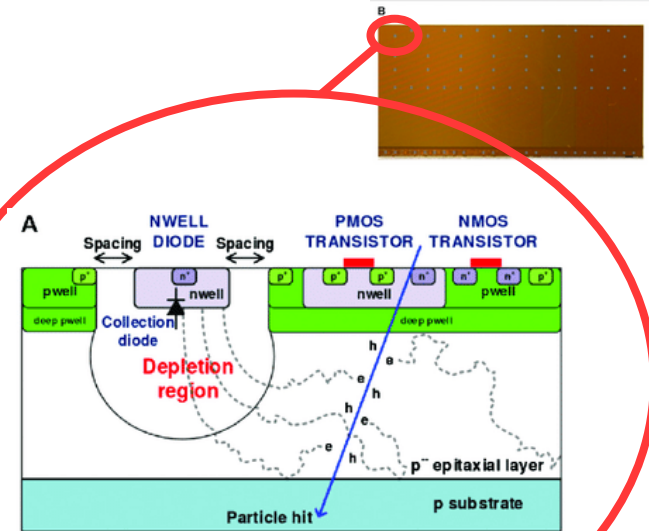 B
A
NWELL
DIODE
PMOS
TRANSISTOR
NMOS
TRANSISTOR
Spacing
Spacing
p+
n+
p+
p+
p+
n+
n+
n+
p+
pwell
nwell
nwell
pwell
deep pwell
deep pwell
Collection
diode
Depletion
region
h
e
e
h
h
e
e
h
p-- epitaxial layer
p substrate
Particle hit